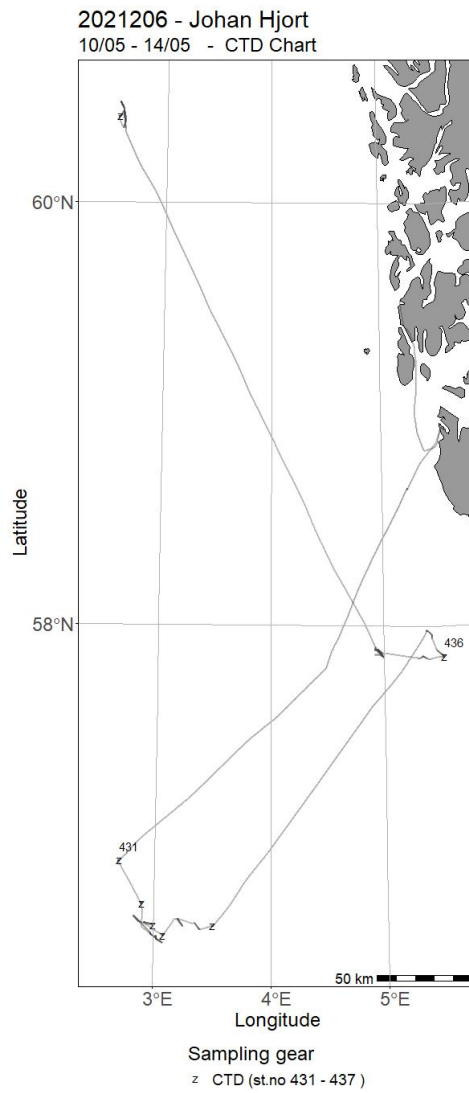 2021206 - Johan Hjort
10/05 - 14/05 - CTD Chart
z
60°N
Latitude
58°N
436
z
431
z
z
z
z
z
50 km
3°E
4°E
5°E
Longitude
Sampling gear
z CTD (st.no 431 - 437 )